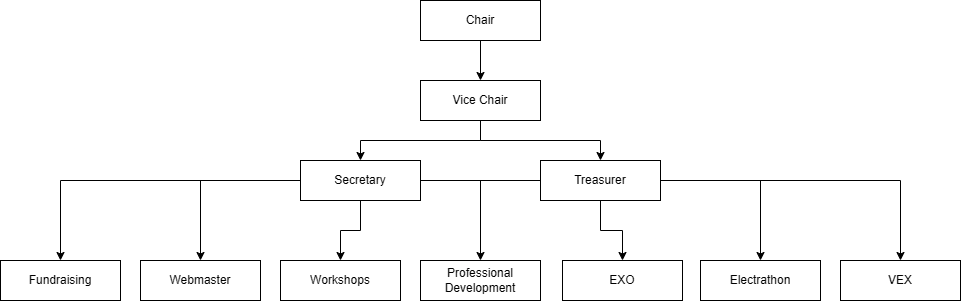 Chair
Vice Chair
Secretary
Treasurer
Fundraising
Webmaster
Workshops
Professional
Development
EXO
Electrathon
VEX